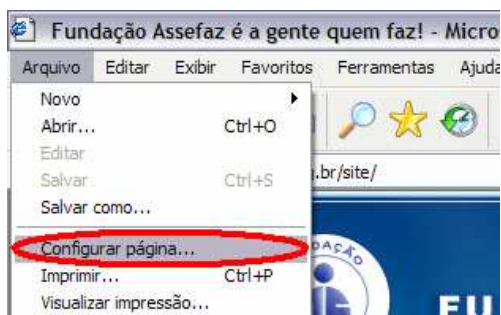 Fundação Assefaz é a gente quem faz! - Micro
Arquivo Editar Exibir Favoritos Ferramentas Ajuda
Novo
Abrir... Ctrl+O
Editar
Salvar Ctrl+S
.br/site/
Salvar como...
Configurar página...
Imprimir... Ctrl+P
Visualizar impressão...
FU